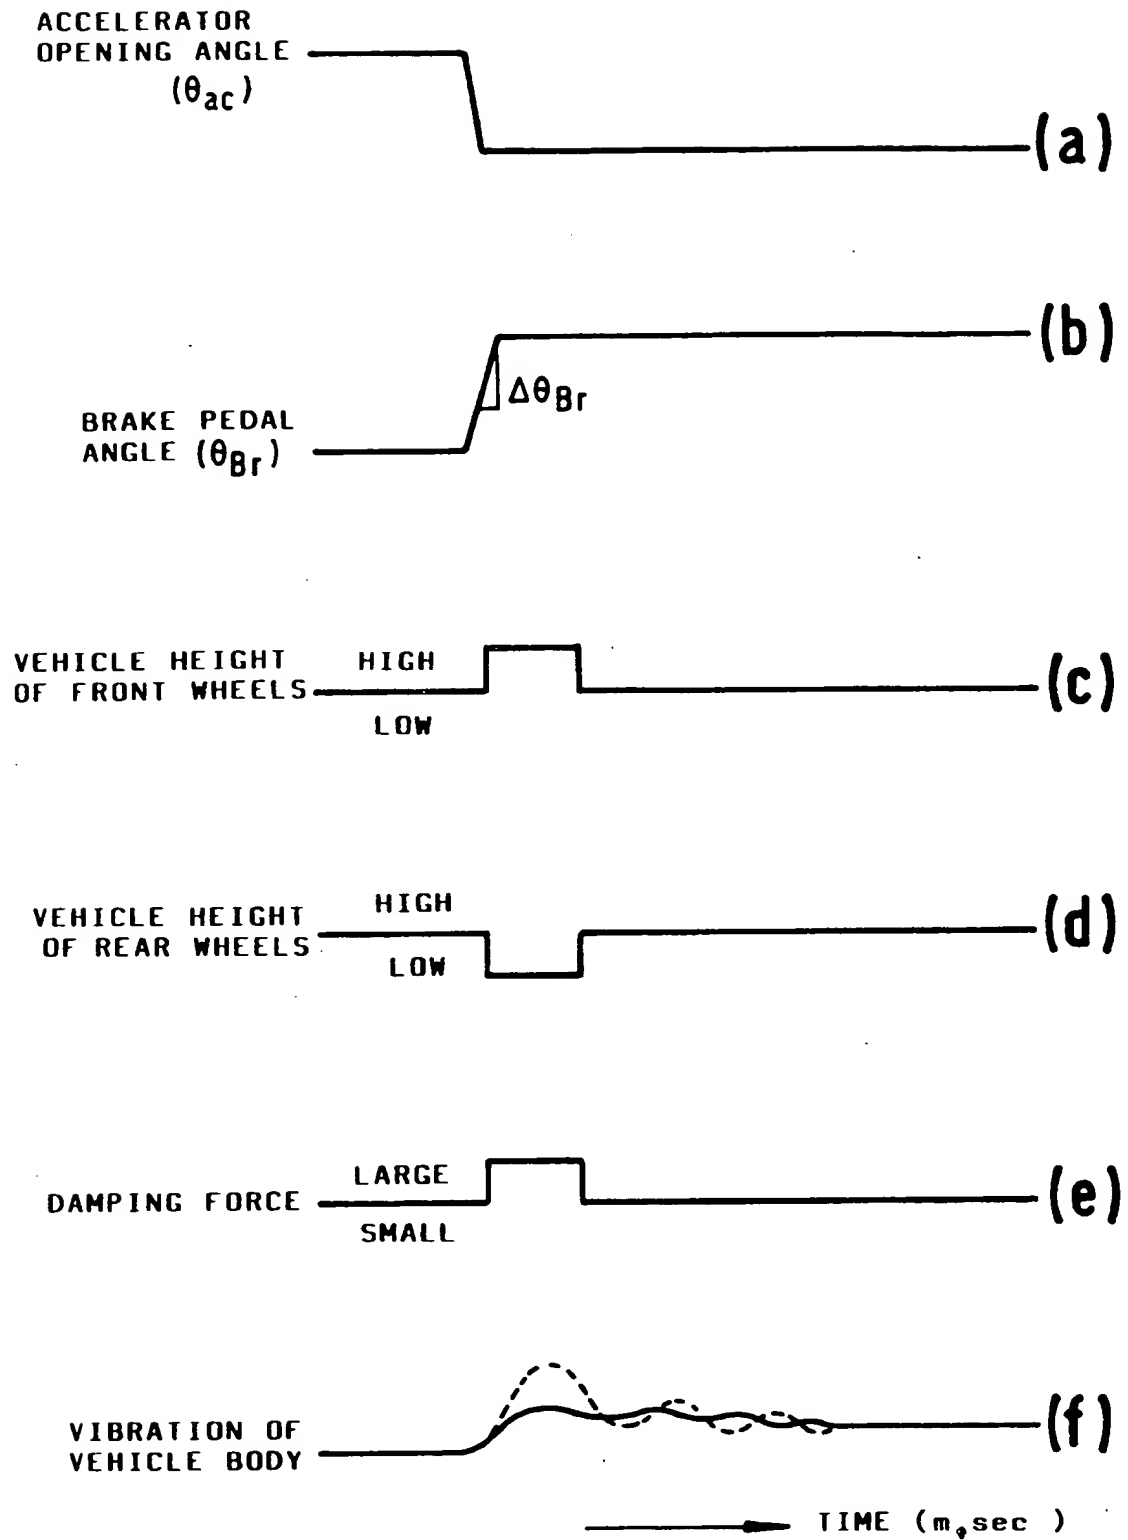 ACCELERATOR
OPENING ANGLE
(θac)
(a)
(b)
ΔθBr
BRAKE PEDAL
ANGLE (θBr)
VEHICLE HEIGHT
OF FRONT WHEELS
HIGH
LOW
(c)
VEHICLE HEIGHT
OF REAR WHEELS
HIGH
LOW
(d)
DAMPING FORCE
LARGE
SMALL
(e)
VIBRATION OF
VEHICLE BODY
(f)
TIME (m,sec )